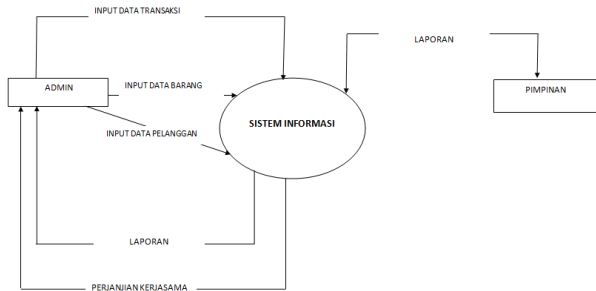 INPUT DATA TRANSAKSI
LAPORAN
ADMIN
INPUT DATA BARANG
PIMPINAN
SISTEM INFORMASI
INPUT DATA PELANGGAN
LAPORAN
PERJANJIAN KERJASAMA